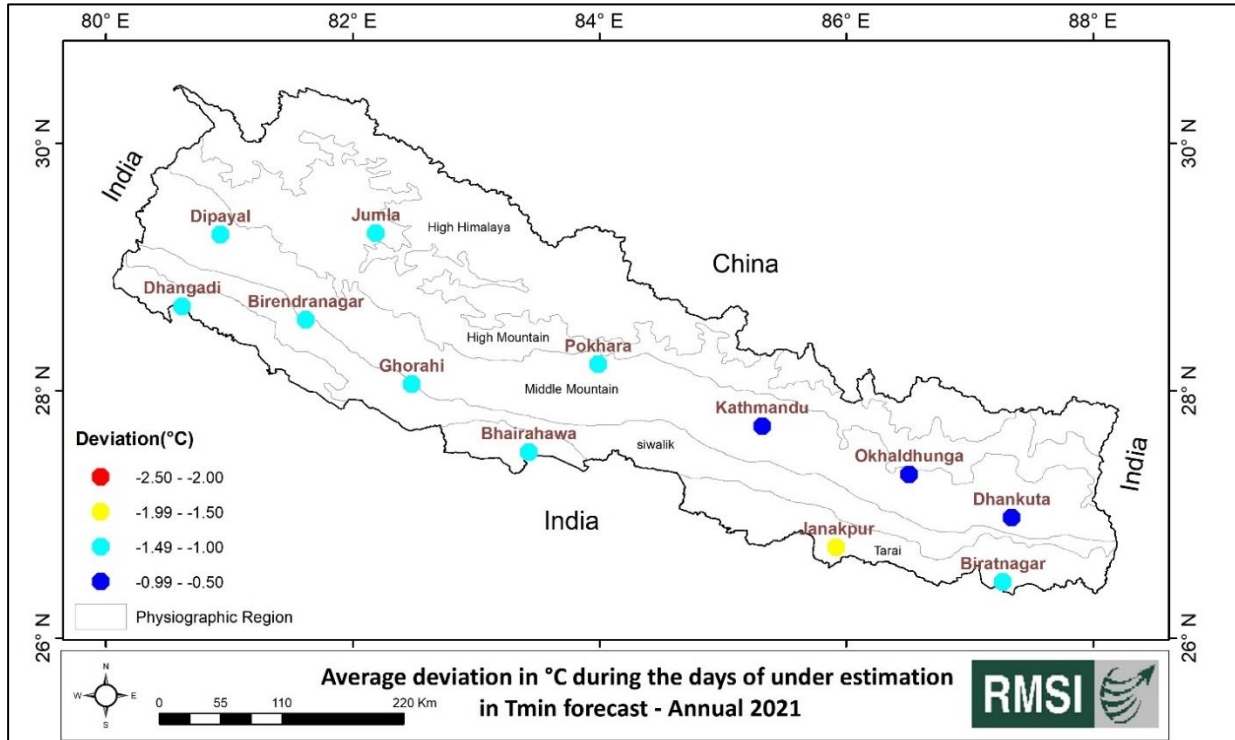 80° E 82° E 84° E 86° E 88° E
30° N
30° N
India
Dipayal
Jumla
High Himalaya
China
Dhangadi
Birendranagar
High Mountain
Pokhara
Ghorahi
Middle Mountain
28° N
28° N
Kathmandu
Bhairahawa
siwalik
Okhaldhunga
India
Dhankuta
India
Janakpur
Tarai
Biratnagar
26° N
26° N
Deviation(°C)
-2.50 - -2.00
-1.99 - -1.50
-1.49 - -1.00
-0.99 - -0.50
Physiographic Region
N
W E
S
0 55 110 220 Km
Average deviation in °C during the days of under estimation
in Tmin forecast - Annual 2021
RMSI